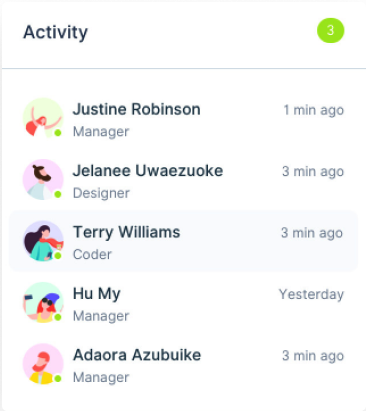 Activity 3
Justine Robinson 1 min ago
Manager
Jelanee Uwaezuoke 3 min ago
Designer
Terry Williams 3 min ago
Coder
Hu My Yesterday
Manager
Adaora Azubuike 3 min ago
Manager